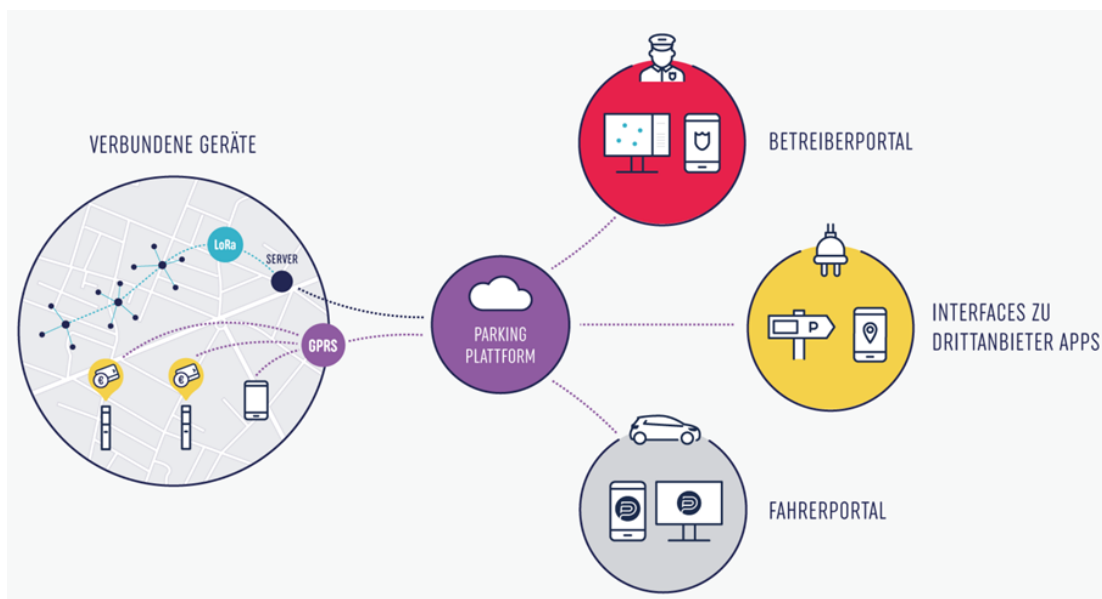 VERBUNDENE GERÄTE
LoRa
SERVER
GPRS
€
€
PARKING
PLATTFORM
BETREIBERPORTAL
P
INTERFACES ZU
DRITTANBIETER APPS
FAHRERPORTAL